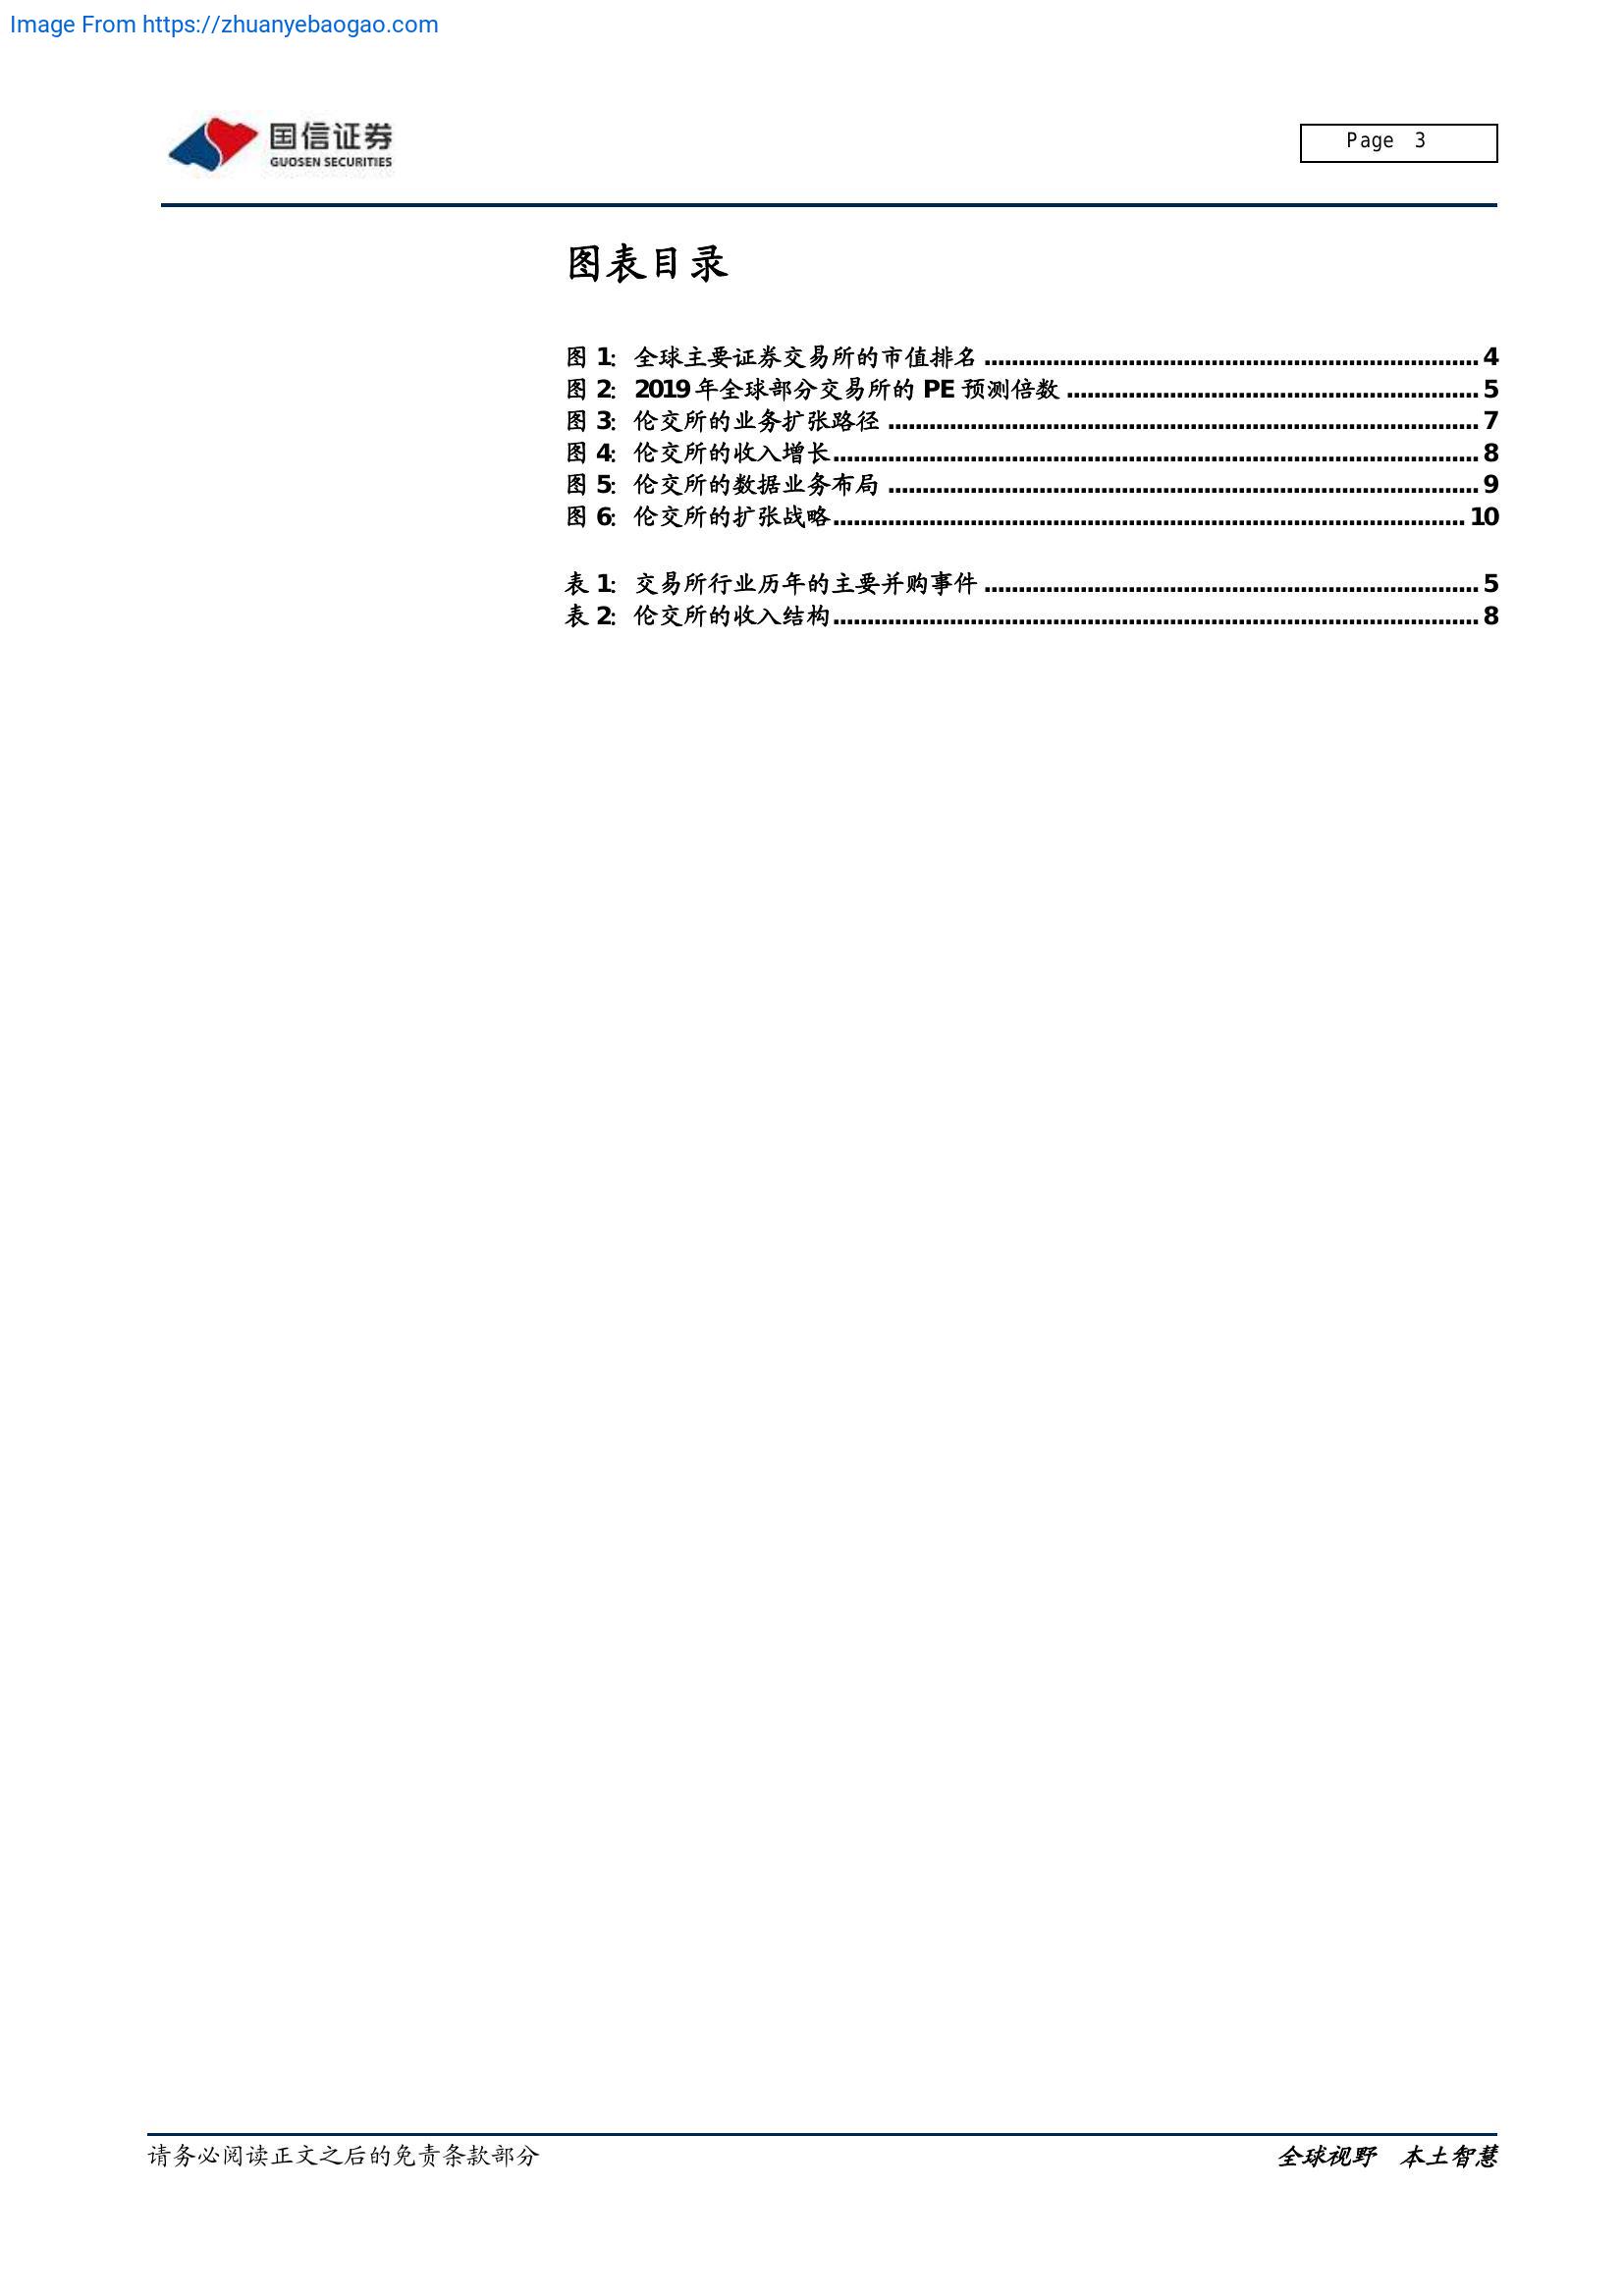 Image From https://zhuanyebaogao.com
国信证券
GUOSEN SECURITIES
Page 3
图表目录
图 1: 全球主要证券交易所的市值排名 4
图 2: 2019 年全球部分交易所的 PE 预测倍数 5
图 3: 伦交所的业务扩张路径 7
图 4: 伦交所的收入增长 8
图 5: 伦交所的数据业务布局 9
图 6: 伦交所的扩张战略 10
表 1: 交易所行业历年的主要并购事件 5
表 2: 伦交所的收入结构 8
请务必阅读正文之后的免责条款部分
全球视野 本土智慧